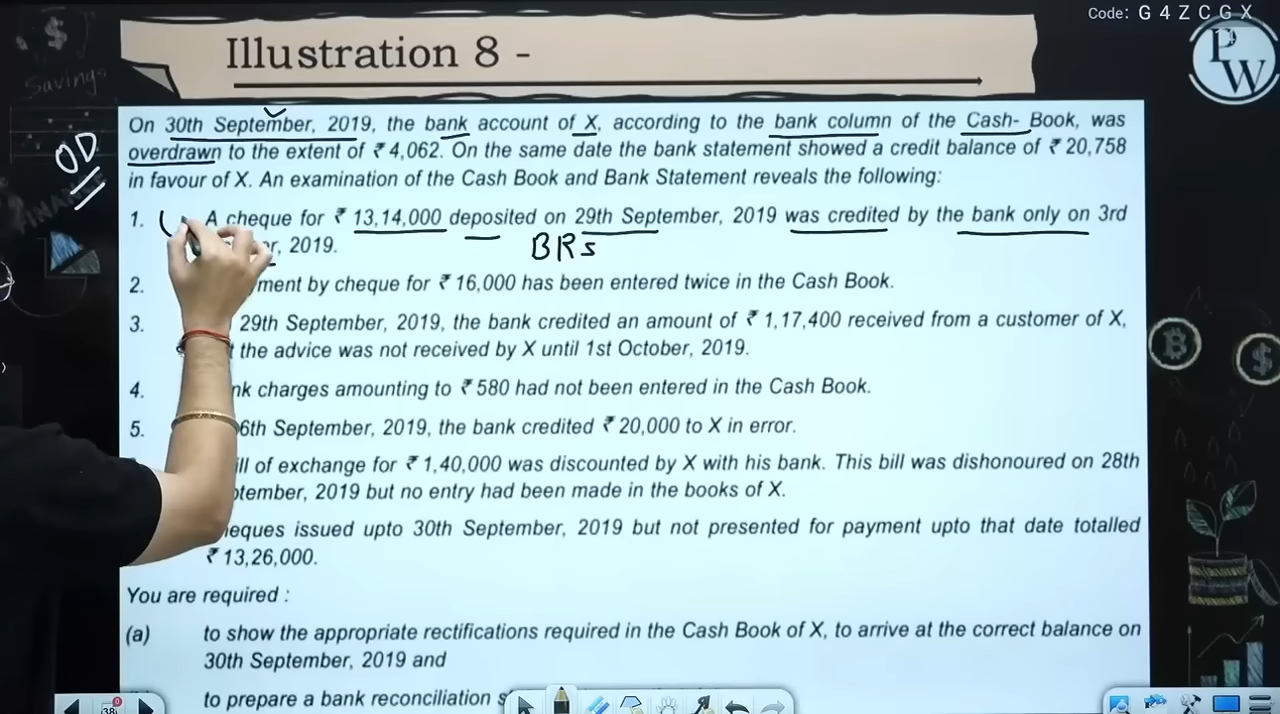 Code: G 4 Z C G X
Illustration 8 -
P
W
Savings
On 30th September, 2019, the bank account of X, according to the bank column of the Cash- Book, was
overdrawn to the extent of ₹ 4,062. On the same date the bank statement showed a credit balance of ₹ 20,758
in favour of X. An examination of the Cash Book and Bank Statement reveals the following:
OD
1. A cheque for ₹ 13,14,000 deposited on 29th September, 2019 was credited by the bank only on 3rd
, 2019.
BRS
2. by cheque for ₹ 16,000 has been entered twice in the Cash Book.
3. 29th September, 2019, the bank credited an amount of ₹ 1,17,400 received from a customer of X,
the advice was not received by X until 1st October, 2019.
4. charges amounting to ₹ 580 had not been entered in the Cash Book.
5. September, 2019, the bank credited ₹ 20,000 to X in error.
of exchange for ₹ 1,40,000 was discounted by X with his bank. This bill was dishonoured on 28th
2019 but no entry had been made in the books of X.
issued upto 30th September, 2019 but not presented for payment upto that date totalled
₹ 13,26,000.
You are required :
(a) to show the appropriate rectifications required in the Cash Book of X, to arrive at the correct balance on
30th September, 2019 and
to prepare a bank reconciliation
38